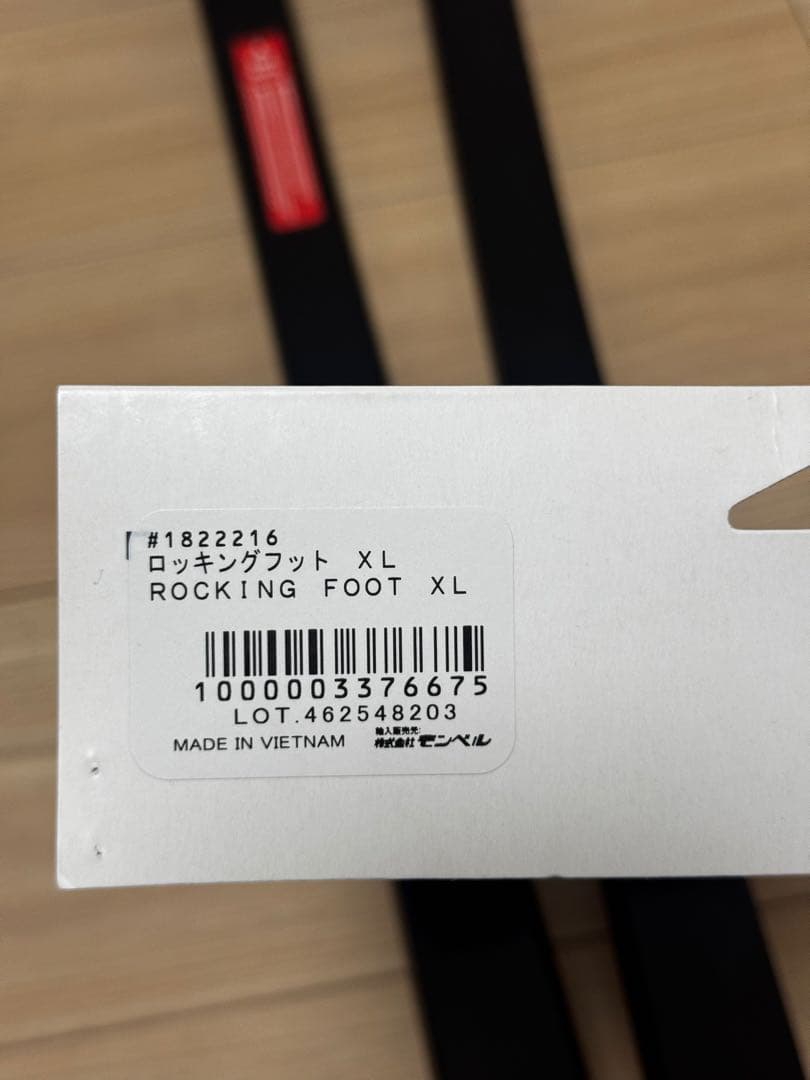 #1822216
ロッキングフット XL
ROCKING FOOT XL
1000003376675
LOT.462548203
MADE IN VIETNAM
輸入販売元:
株式会社 モンベル